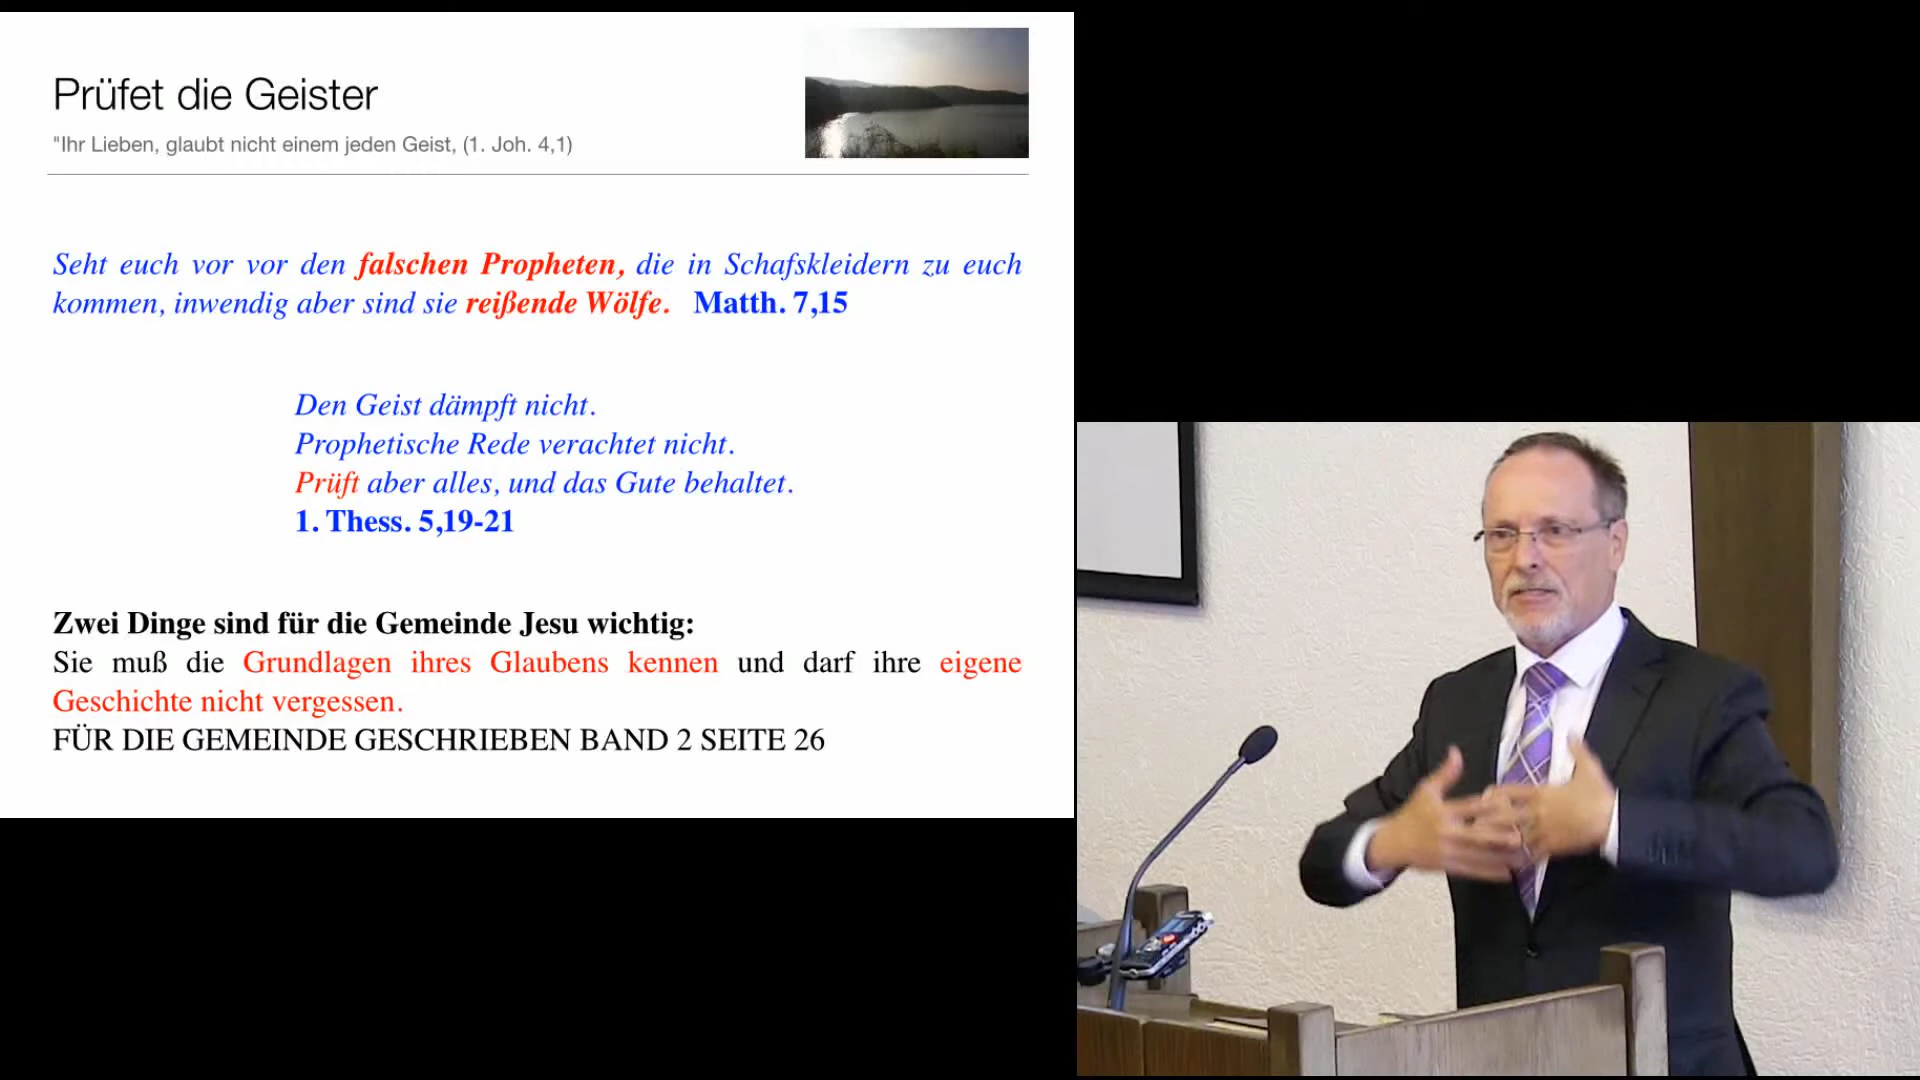 Prüfet die Geister
"Ihr Lieben, glaubt nicht einem jeden Geist, (1. Joh. 4,1)
Seht euch vor vor den falschen Propheten, die in Schafskleidern zu euch
kommen, inwendig aber sind sie reißende Wölfe. Matth. 7,15
Den Geist dämpft nicht.
Prophetische Rede verachtet nicht.
Prüft aber alles, und das Gute behaltet.
1. Thess. 5,19-21
Zwei Dinge sind für die Gemeinde Jesu wichtig:
Sie muß die Grundlagen ihres Glaubens kennen und darf ihre eigene
Geschichte nicht vergessen.
FÜR DIE GEMEINDE GESCHRIEBEN BAND 2 SEITE 26